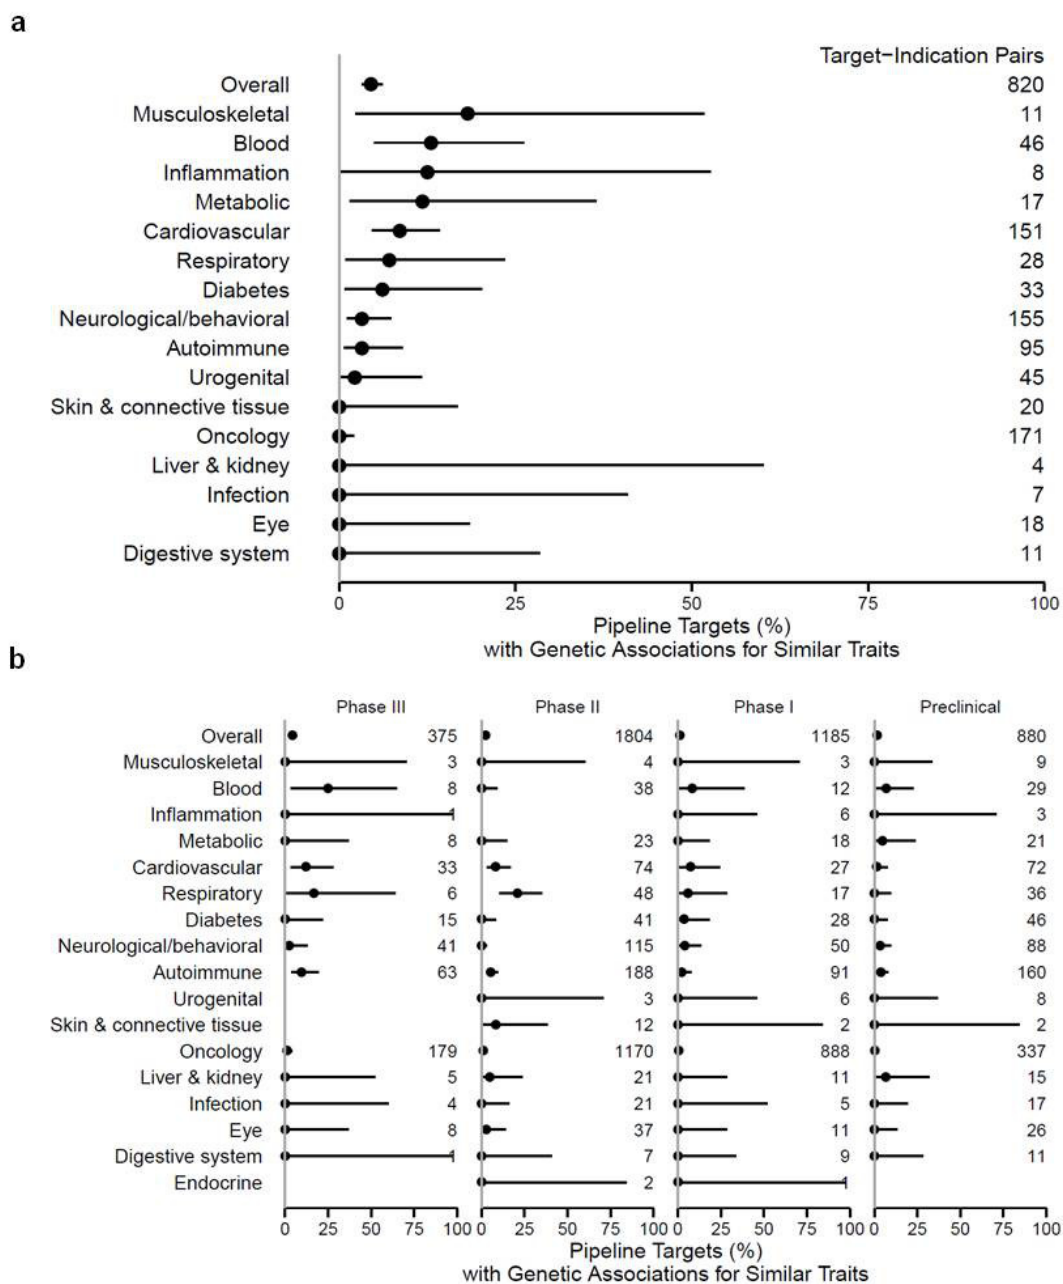 a
Target−Indication Pairs
Overall 820
Musculoskeletal 11
Blood 46
Inflammation 8
Metabolic 17
Cardiovascular 151
Respiratory 28
Diabetes 33
Neurological/behavioral 155
Autoimmune 95
Urogenital 45
Skin & connective tissue 20
Oncology 171
Liver & kidney 4
Infection 7
Eye 18
Digestive system 11
0 25 50 75 100
Pipeline Targets (%)
with Genetic Associations for Similar Traits
b
Phase III Phase II Phase I Preclinical
Overall 375 1804 1185 880
Musculoskeletal 3 4 3 9
Blood 8 38 12 29
Inflammation 1 6 3
Metabolic 8 23 18 21
Cardiovascular 33 74 27 72
Respiratory 6 48 17 36
Diabetes 15 41 28 46
Neurological/behavioral 41 115 50 88
Autoimmune 63 188 91 160
Urogenital 3 6 8
Skin & connective tissue 12 2 2
Oncology 179 1170 888 337
Liver & kidney 5 21 11 15
Infection 4 21 5 17
Eye 8 37 11 26
Digestive system 1 7 9 11
Endocrine 2 1
0 25 50 75 100 0 25 50 75 100 0 25 50 75 100 0 25 50 75 100
Pipeline Targets (%)
with Genetic Associations for Similar Traits